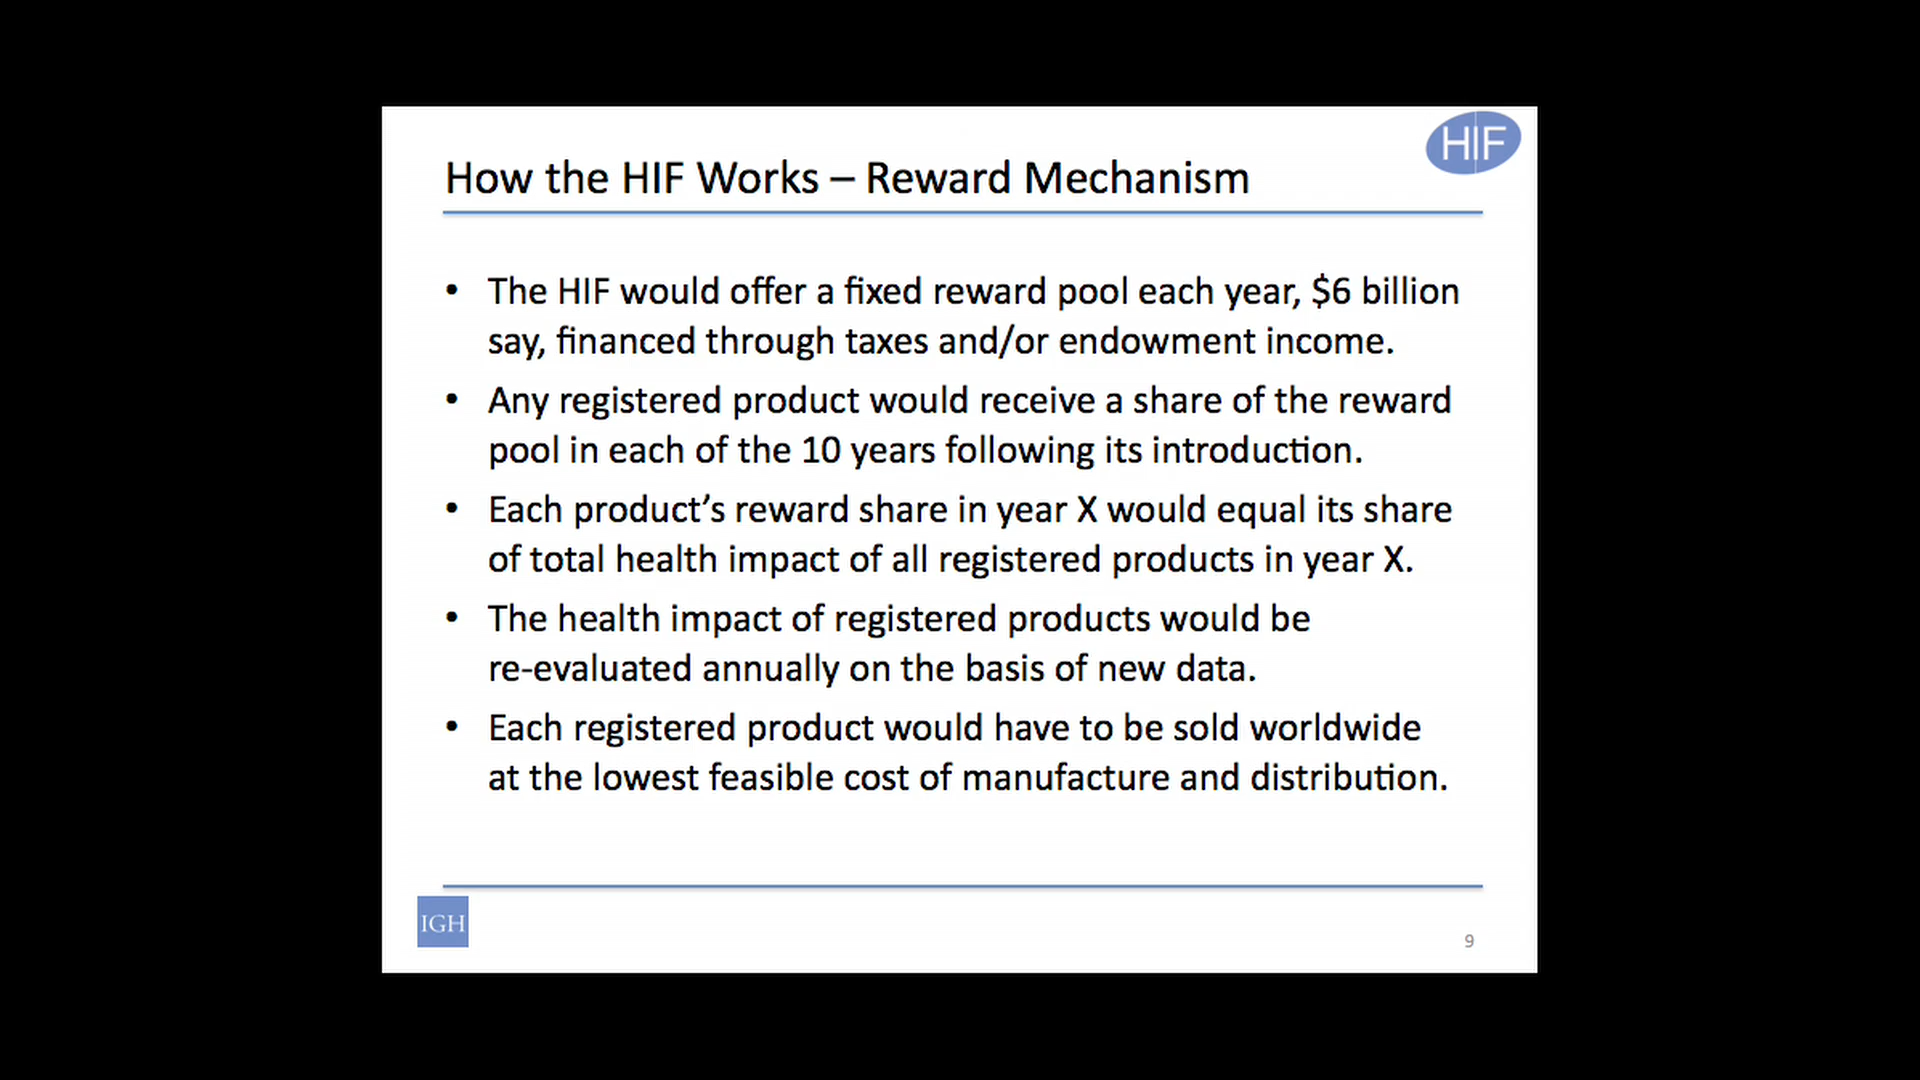 HIF
How the HIF Works – Reward Mechanism
• The HIF would offer a fixed reward pool each year, $6 billion
say, financed through taxes and/or endowment income.
• Any registered product would receive a share of the reward
pool in each of the 10 years following its introduction.
• Each product’s reward share in year X would equal its share
of total health impact of all registered products in year X.
• The health impact of registered products would be
re-evaluated annually on the basis of new data.
• Each registered product would have to be sold worldwide
at the lowest feasible cost of manufacture and distribution.
IGH
9